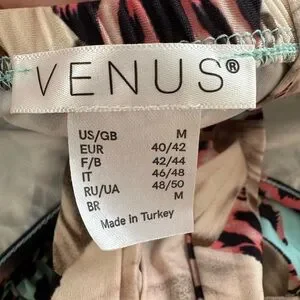 VENUS®
US/GB M
EUR 40/42
F/B 42/44
IT 46/48
RU/UA 48/50
BR M
Made in Turkey